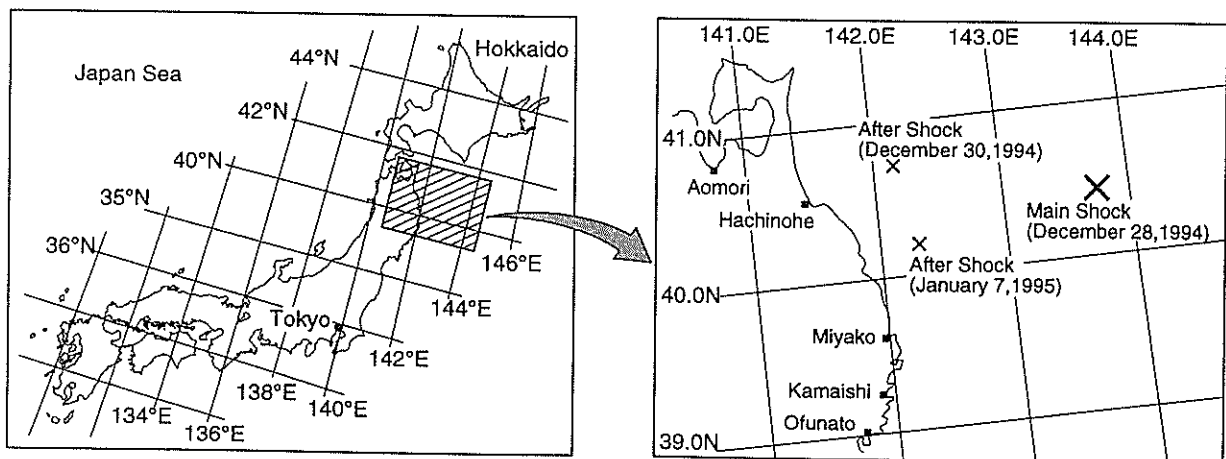 Hokkaido
Japan Sea
44°N
42°N
40°N
35°N
36°N
146°E
144°E
Tokyo
142°E
140°E
138°E
136°E
134°E
141.0E
142.0E
143.0E
144.0E
41.0N
After Shock
(December 30,1994)
Aomori
Hachinohe
Main Shock
(December 28,1994)
After Shock
(January 7,1995)
40.0N
Miyako
Kamaishi
Ofunato
39.0N